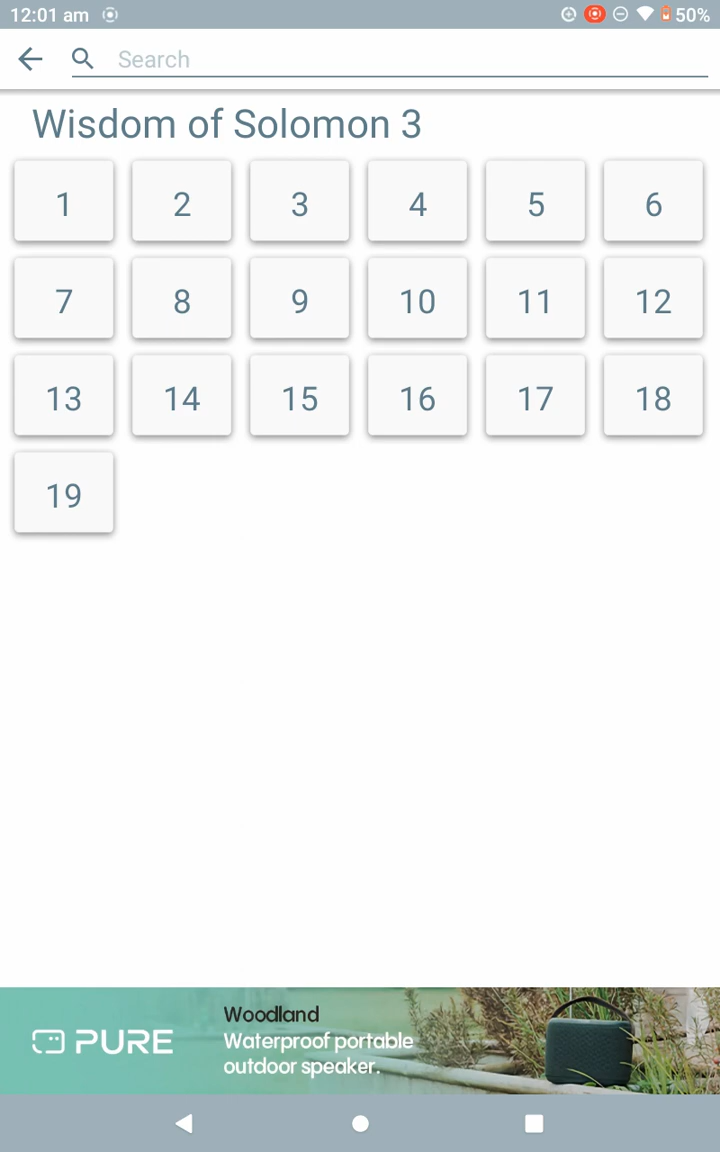 12:01 am 50%
Search
Wisdom of Solomon 3
1 2 3 4 5 6
7 8 9 10 11 12
13 14 15 16 17 18
19
PURE
Woodland
Waterproof portable
outdoor speaker.